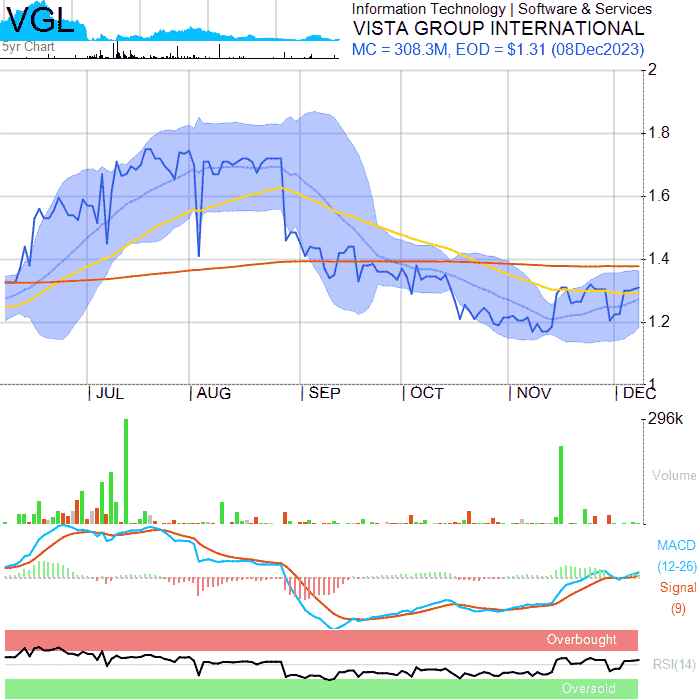 VGL
5yr Chart
Information Technology | Software & Services
VISTA GROUP INTERNATIONAL
MC = 308.3M, EOD = $1.31 (08Dec2023)
2
1.8
1.6
1.4
1.2
1
JUL AUG SEP OCT NOV DEC
296k
Volume
MACD
(12-26)
Signal
(9)
Overbought
RSI(14)
Oversold